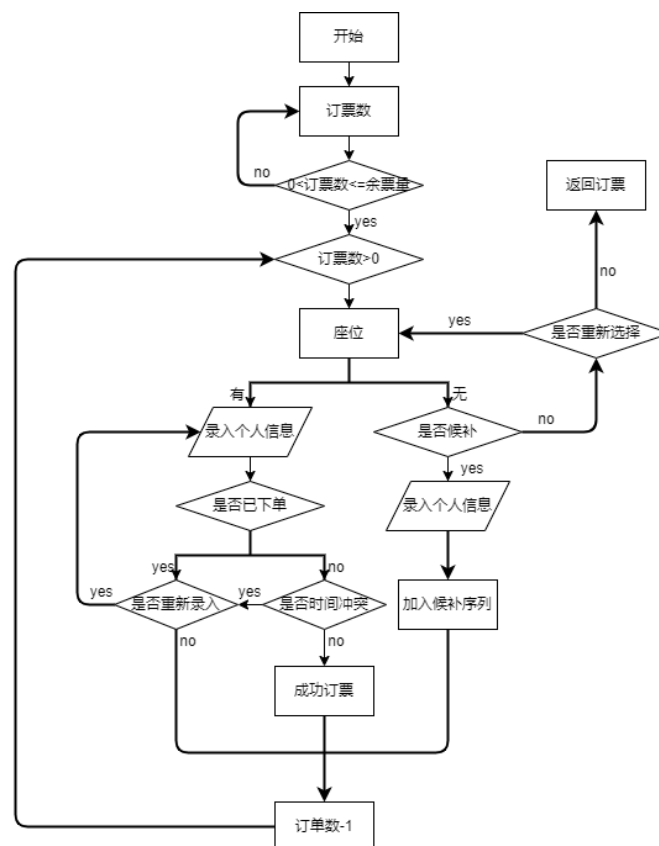 开始
订票数
no
0<订票数<=余票量
返回订票
yes
订票数>0
no
座位
yes
是否重新选择
有
无
录入个人信息
是否候补
no
yes
是否已下单
录入个人信息
yes
no
yes
是否重新录入
yes
是否时间冲突
加入候补序列
no
no
成功订票
订单数-1